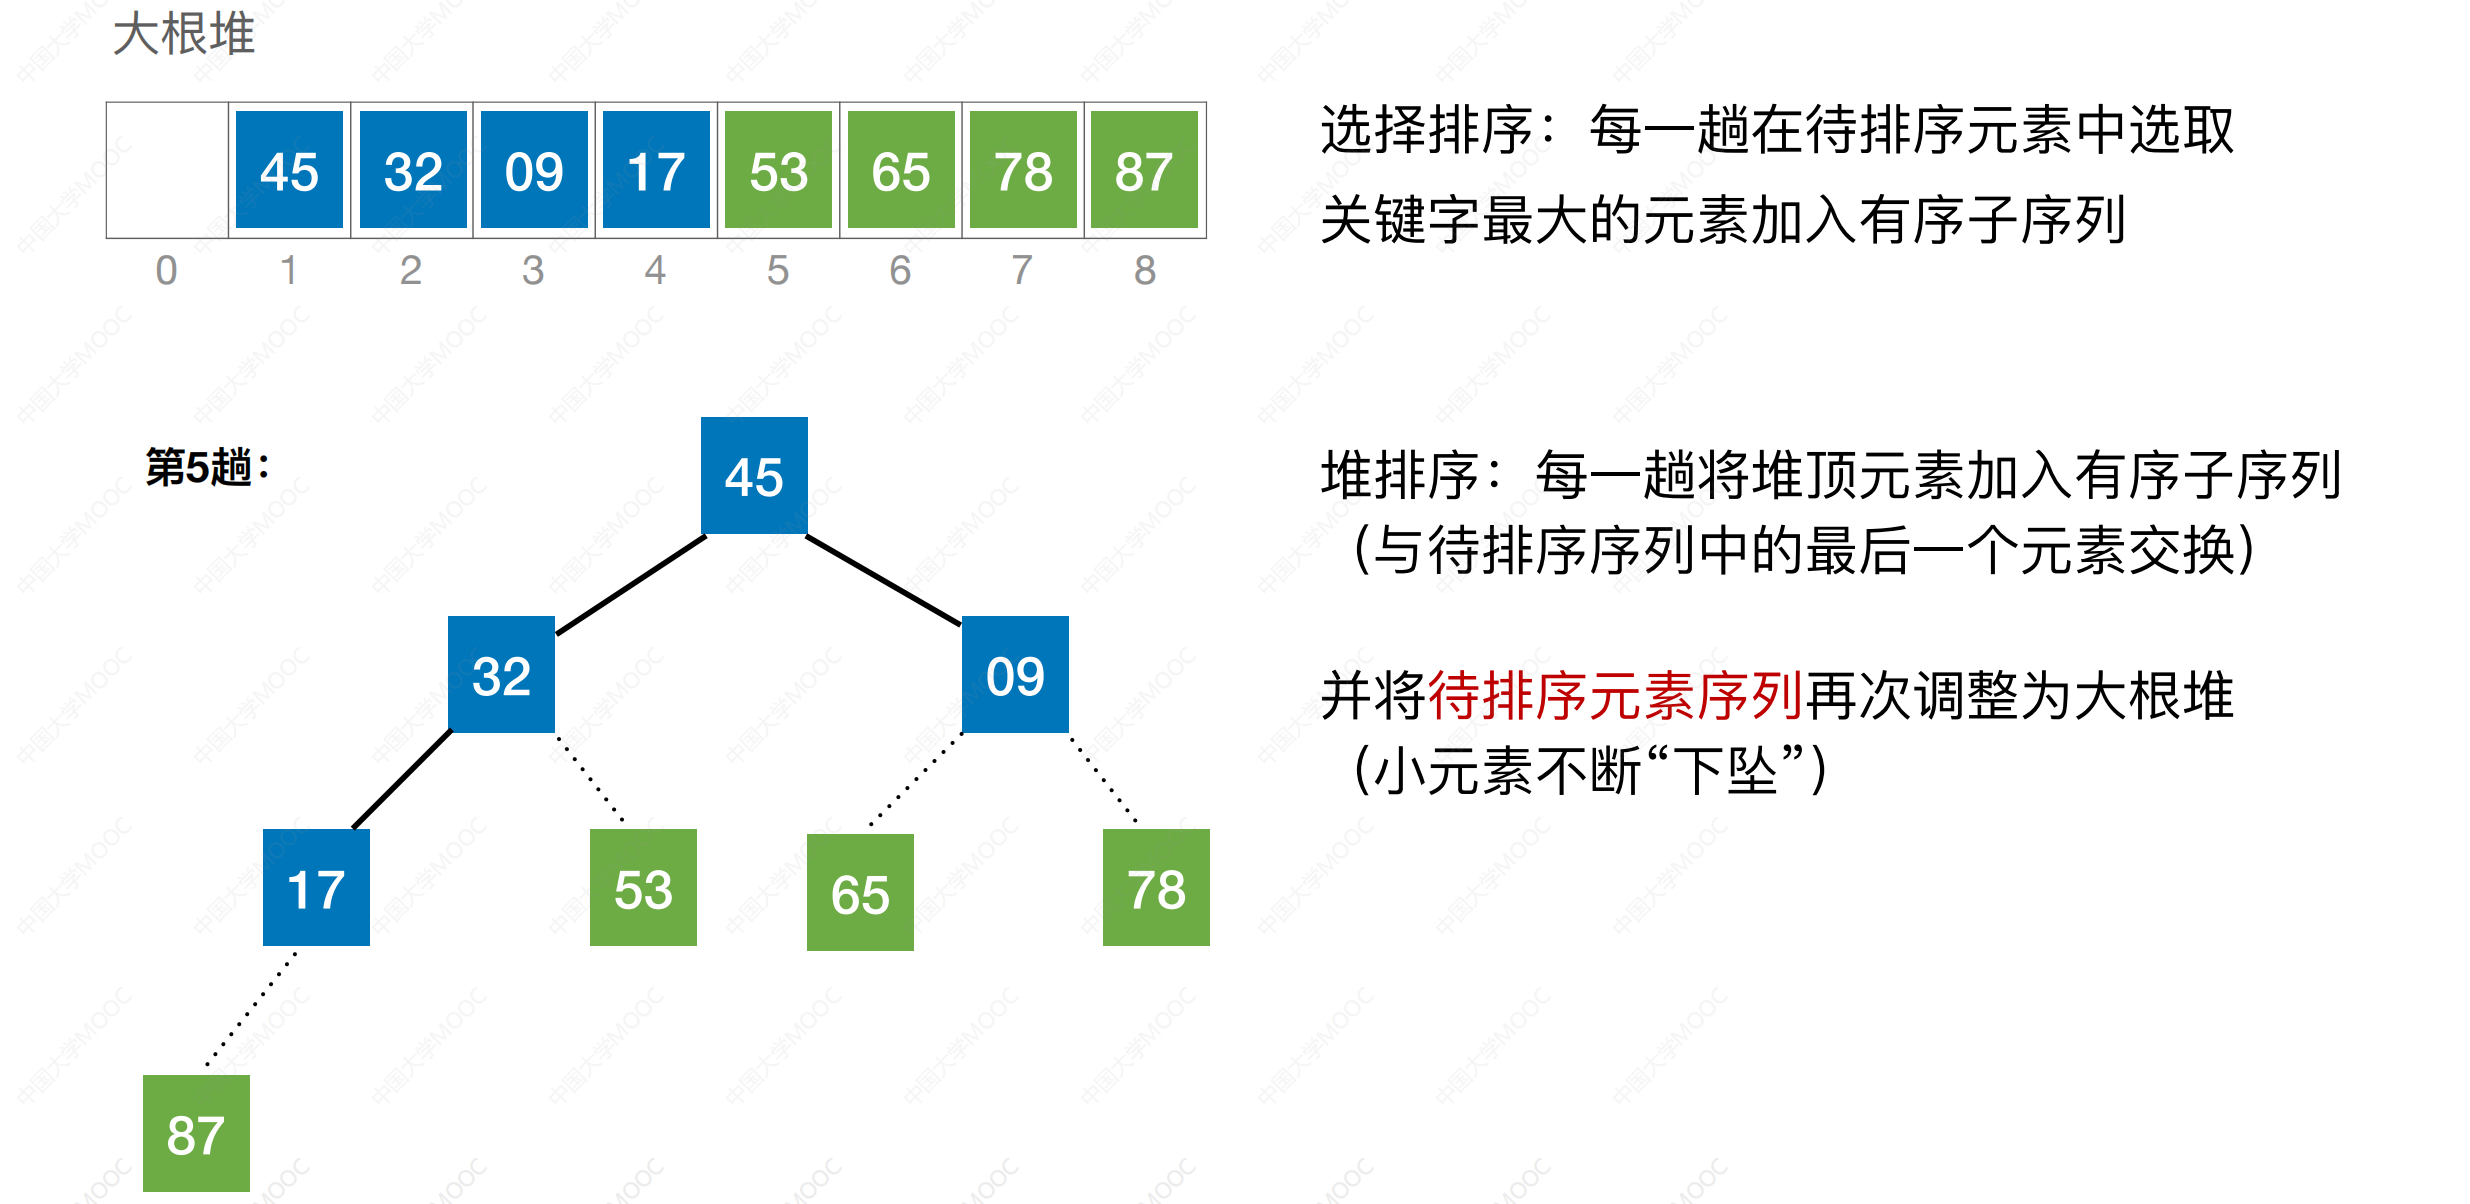 大根堆
45 32 09 17 53 65 78 87
0 1 2 3 4 5 6 7 8
选择排序：每一趟在待排序元素中选取
关键字最大的元素加入有序子序列
第5趟：
45
32 09
17 53 65 78
87
堆排序：每一趟将堆顶元素加入有序子序列
（与待排序序列中的最后一个元素交换）
并将待排序元素序列再次调整为大根堆
（小元素不断“下坠”）
中国大学MOOC